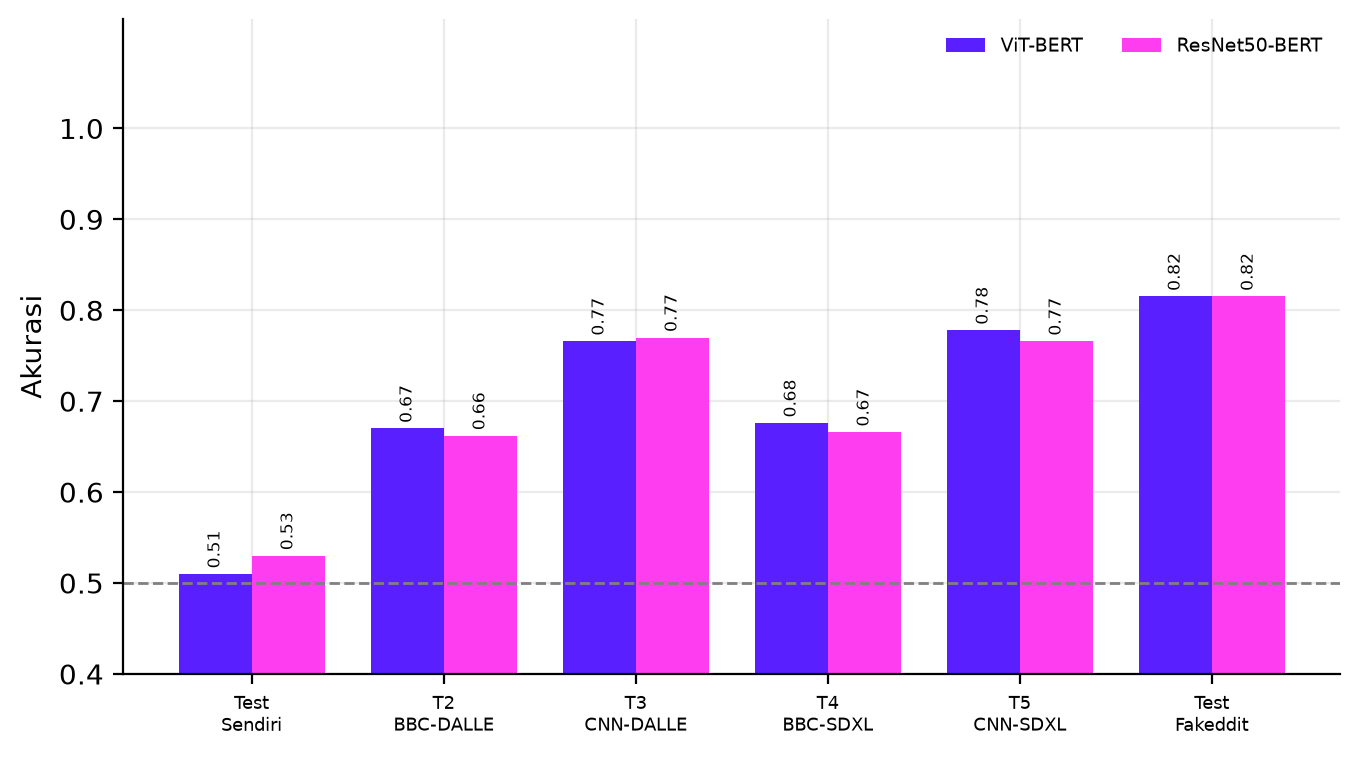 ViT-BERT
ResNet50-BERT
Akurasi
1.0
0.9
0.8
0.7
0.6
0.5
0.4
0.51
0.53
0.67
0.66
0.77
0.77
0.68
0.67
0.78
0.77
0.82
0.82
Test
Sendiri
T2
BBC-DALLE
T3
CNN-DALLE
T4
BBC-SDXL
T5
CNN-SDXL
Test
Fakeddit